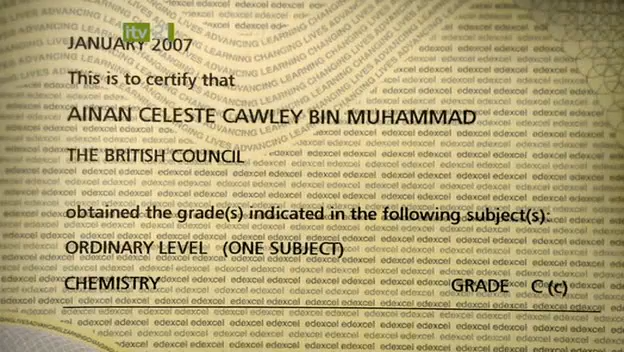 itv
JANUARY 2007
This is to certify that
AINAN CELESTE CAWLEY BIN MUHAMMAD
THE BRITISH COUNCIL
obtained the grade(s) indicated in the following subject(s):
ORDINARY LEVEL (ONE SUBJECT)
CHEMISTRY GRADE C (c)